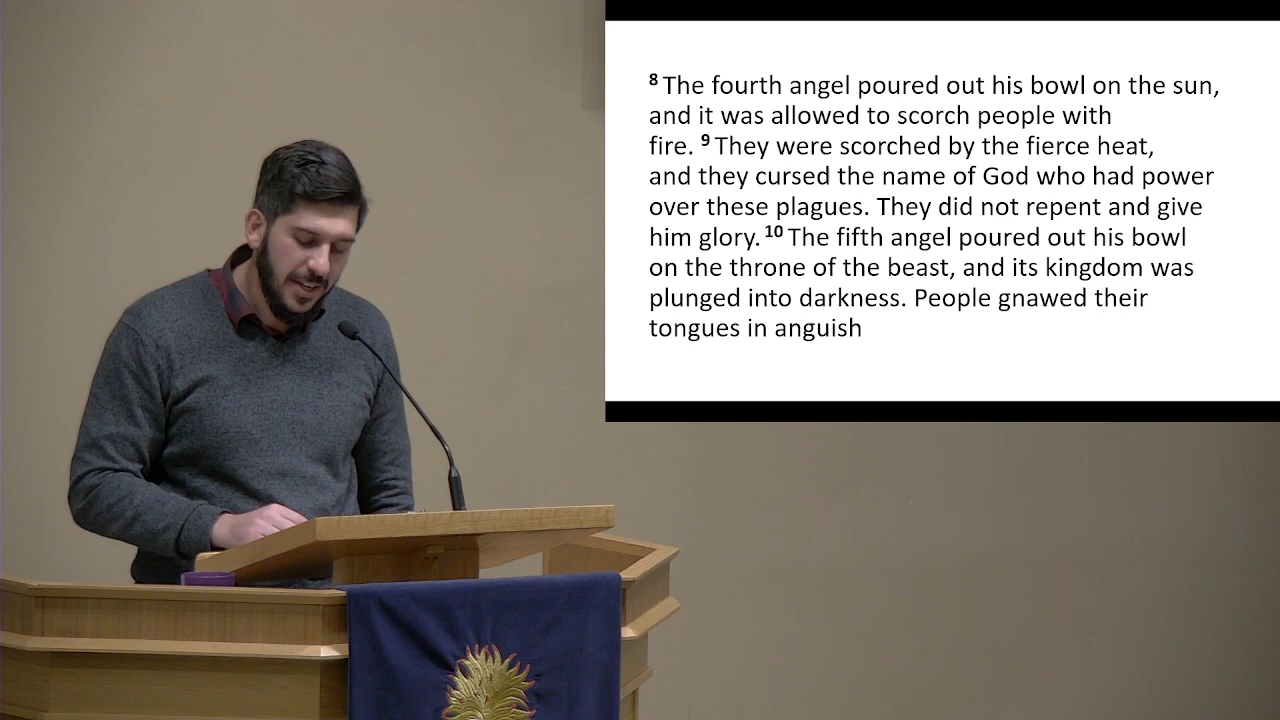 8 The fourth angel poured out his bowl on the sun,
and it was allowed to scorch people with
fire. 9 They were scorched by the fierce heat,
and they cursed the name of God who had power
over these plagues. They did not repent and give
him glory. 10 The fifth angel poured out his bowl
on the throne of the beast, and its kingdom was
plunged into darkness. People gnawed their
tongues in anguish